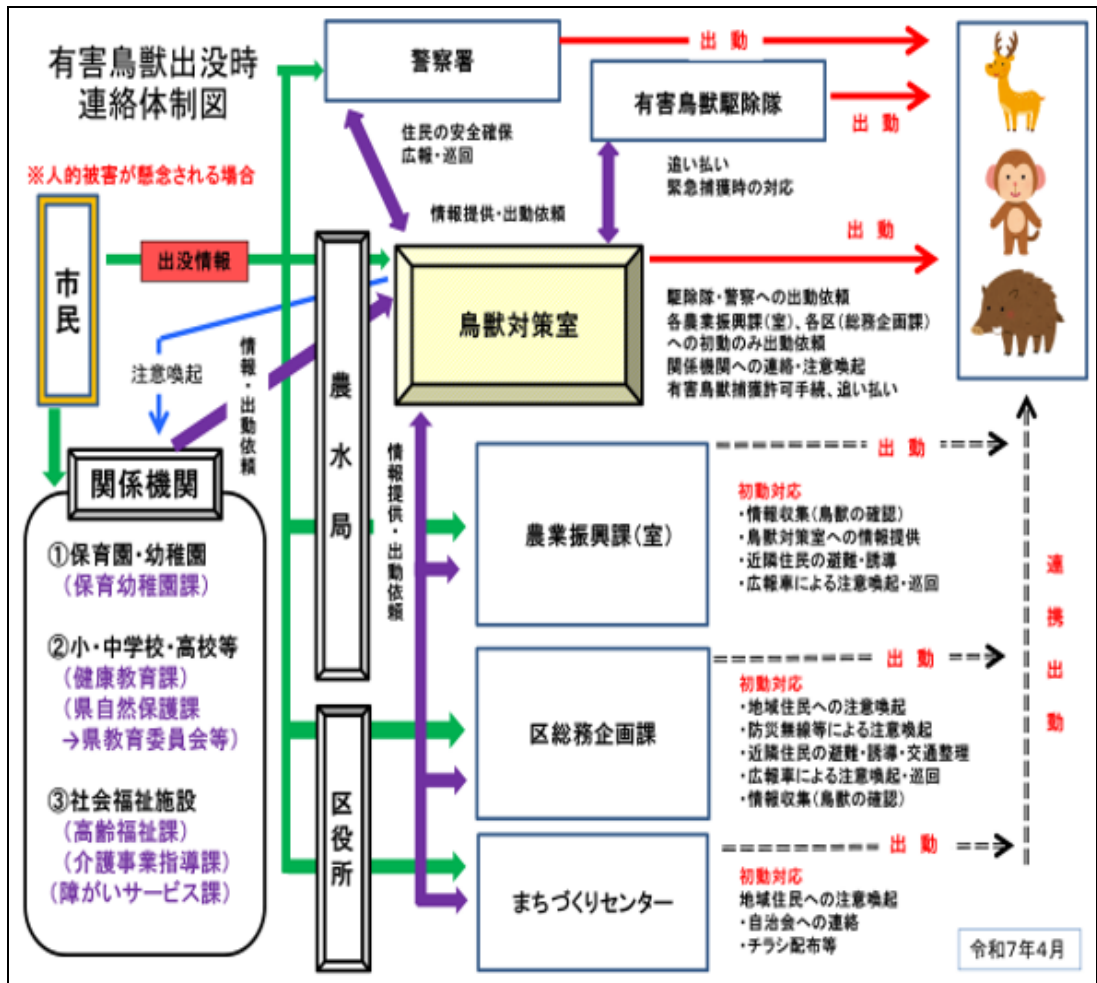 有害鳥獣出没時
連絡体制図
※人的被害が懸念される場合
市民
出没情報
注意喚起
情報・出動依頼
関係機関
①保育園・幼稚園
(保育幼稚園課)
②小・中学校・高校等
(健康教育課)
(県自然保護課
→県教育委員会等)
③社会福祉施設
(高齢福祉課)
(介護事業指導課)
(障がいサービス課)
警察署
出動
住民の安全確保
広報・巡回
情報提供・出動依頼
有害鳥獣駆除隊
出動
追い払い
緊急捕獲時の対応
農水局
鳥獣対策室
出動
駆除隊・警察への出動依頼
各農業振興課(室)、各区(総務企画課)
への初動のみ出動依頼
関係機関への連絡・注意喚起
有害鳥獣捕獲許可手続、追い払い
情報提供・出動依頼
農業振興課(室)
出動
初動対応
・情報収集(鳥獣の確認)
・鳥獣対策室への情報提供
・近隣住民の避難・誘導
・広報車による注意喚起・巡回
区役所
区総務企画課
出動
初動対応
・地域住民への注意喚起
・防災無線等による注意喚起
・近隣住民の避難・誘導・交通整理
・広報車による注意喚起・巡回
・情報収集(鳥獣の確認)
まちづくりセンター
出動
初動対応
地域住民への注意喚起
・自治会への連絡
・チラシ配布等
連携出動
令和7年4月